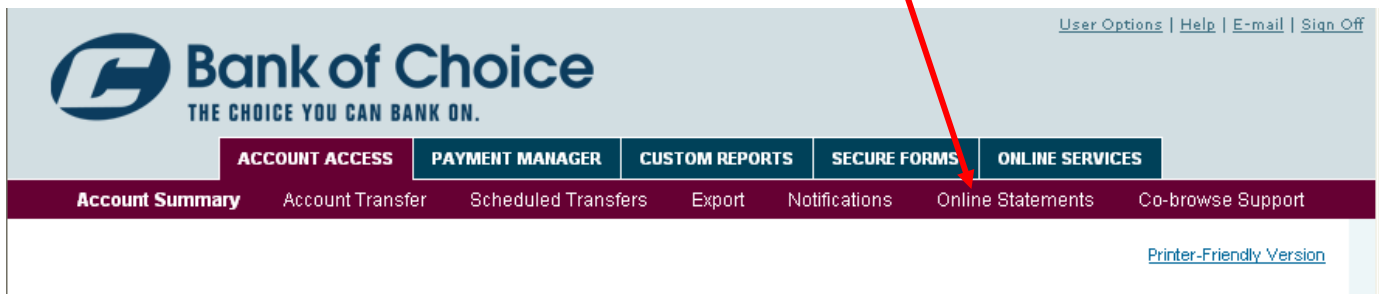 User Options | Help | E-mail | Sign Off
Bank of Choice
THE CHOICE YOU CAN BANK ON.
ACCOUNT ACCESS PAYMENT MANAGER CUSTOM REPORTS SECURE FORMS ONLINE SERVICES
Account Summary Account Transfer Scheduled Transfers Export Notifications Online Statements Co-browse Support
Printer-Friendly Version